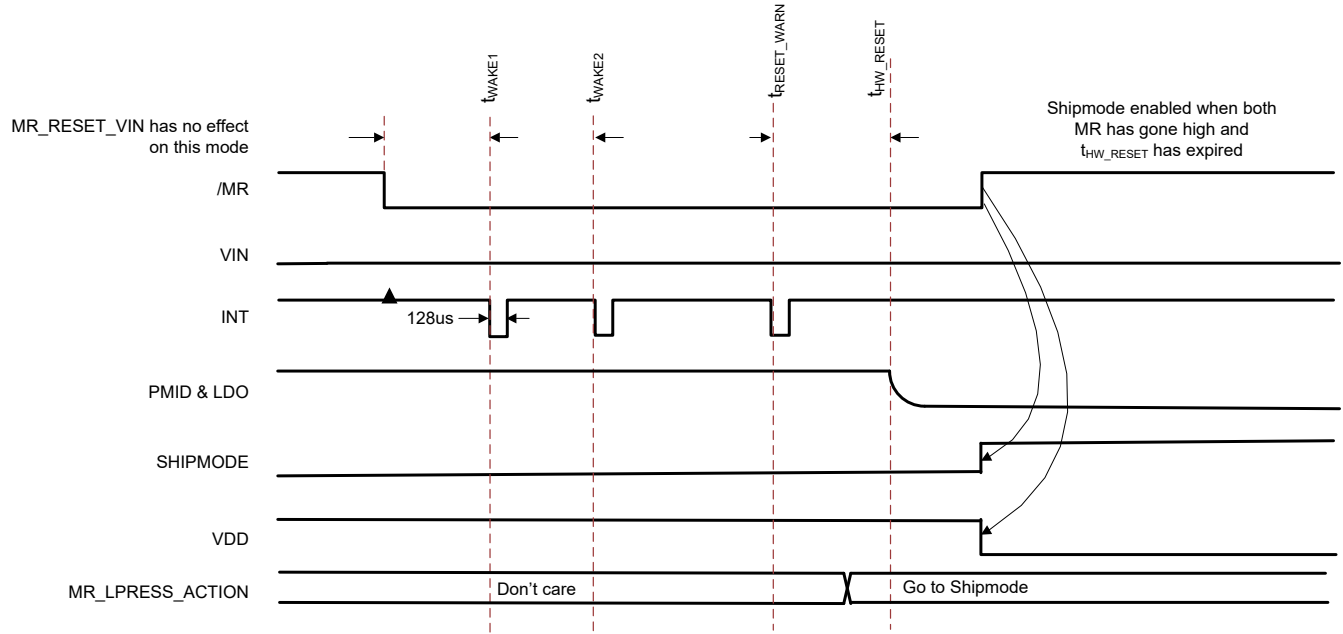 tWAKE1
tWAKE2
tRESET_WARN
tHW_RESET
MR_RESET_VIN has no effect
on this mode
Shipmode enabled when both
MR has gone high and
tHW_RESET has expired
/MR
VIN
INT
128us
PMID & LDO
SHIPMODE
VDD
MR_LPRESS_ACTION
Don't care
Go to Shipmode